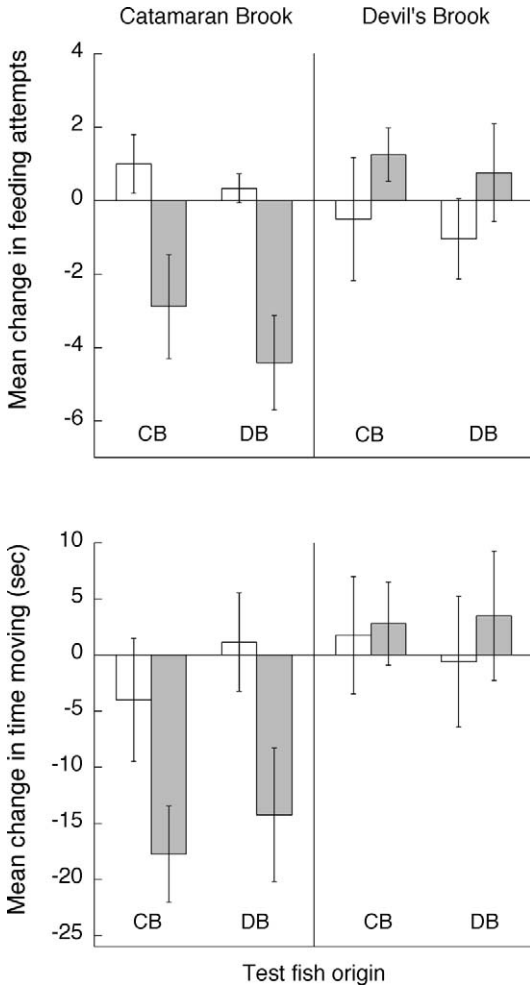 Catamaran Brook Devil's Brook
Mean change in feeding attempts
4
2
0
-2
-4
-6
CB DB CB DB
Mean change in time moving (sec)
10
5
0
-5
-10
-15
-20
-25
CB DB CB DB
Test fish origin